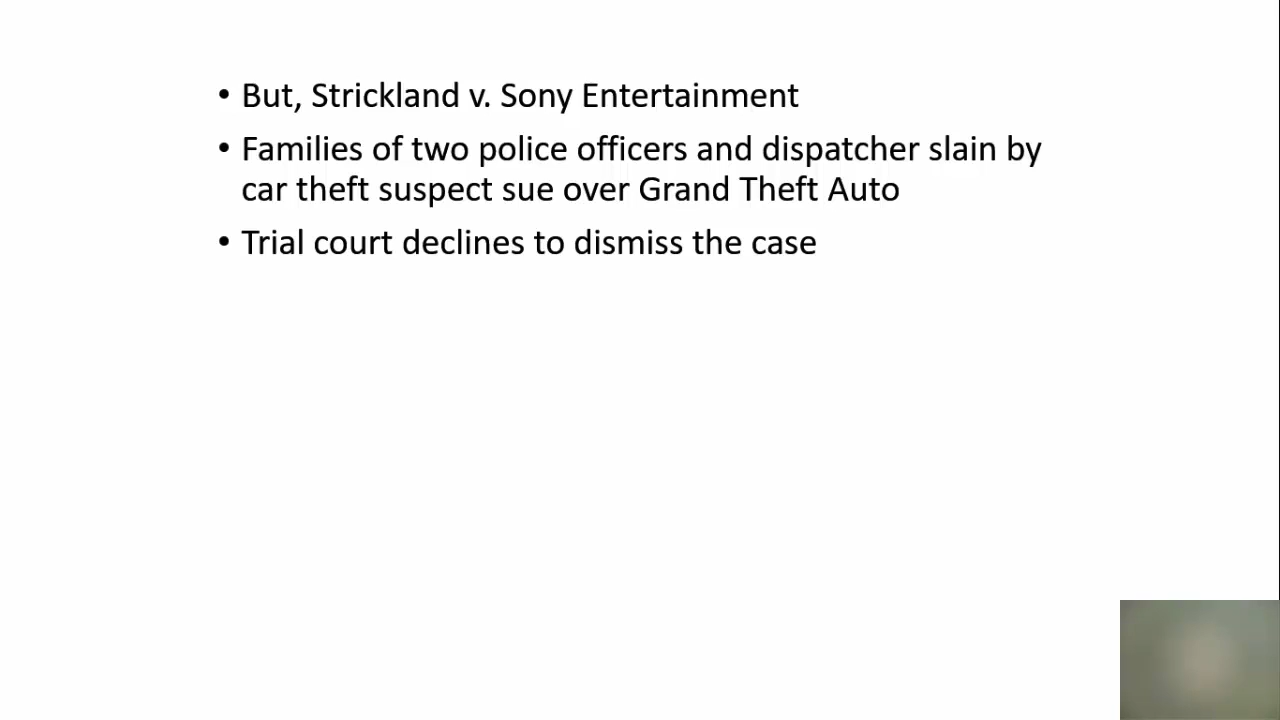 • But, Strickland v. Sony Entertainment
• Families of two police officers and dispatcher slain by
car theft suspect sue over Grand Theft Auto
• Trial court declines to dismiss the case